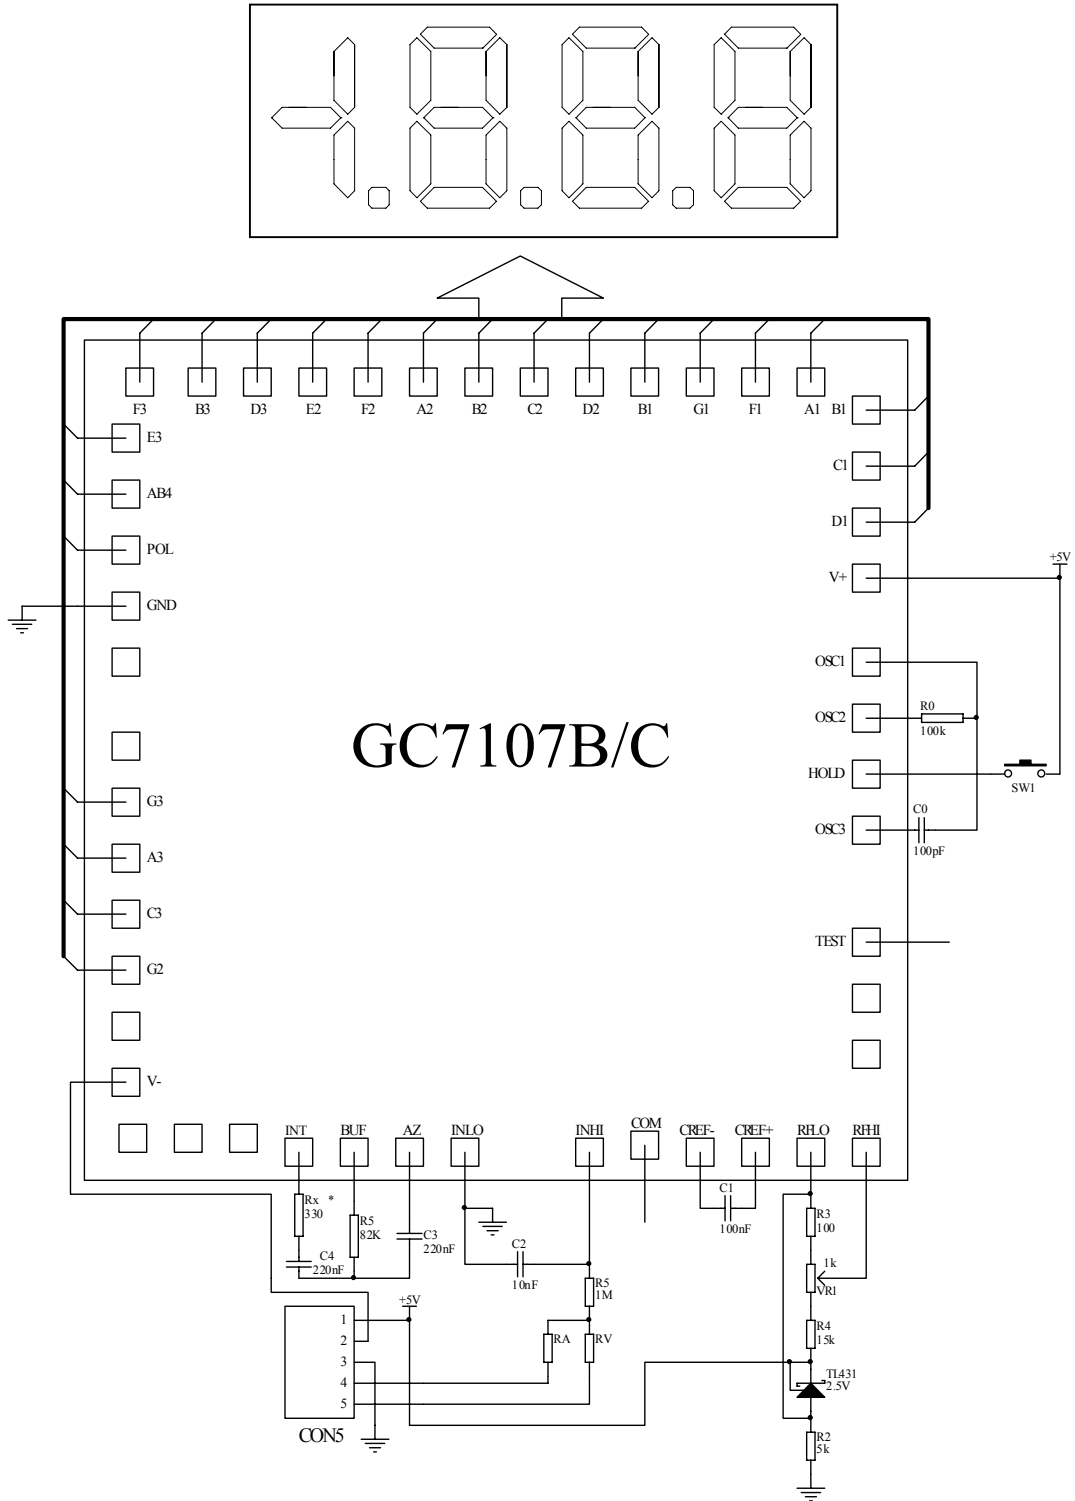 F3 B3 D3 E2 F2 A2 B2 C2 D2 B1 G1 F1 A1 B1
E3
C1
AB4
D1
POL
+5V
V+
GND
OSC1
R0
OSC2
100k
GC7107B/C
HOLD
SW1
G3
C0
OSC3
100pF
A3
C3
TEST
G2
V-
INT BUF AZ INLO INHI COM CREF- CREF+ RFLO RFHI
Rx *
330
R5
82K
C3
220nF
C4
220nF
C2
10nF
C1
100nF
R3
100
1k
VR1
R5
1M
+5V
1
2
3
4
5
CON5
RA
RV
R4
15k
TL431
2.5V
R2
5k